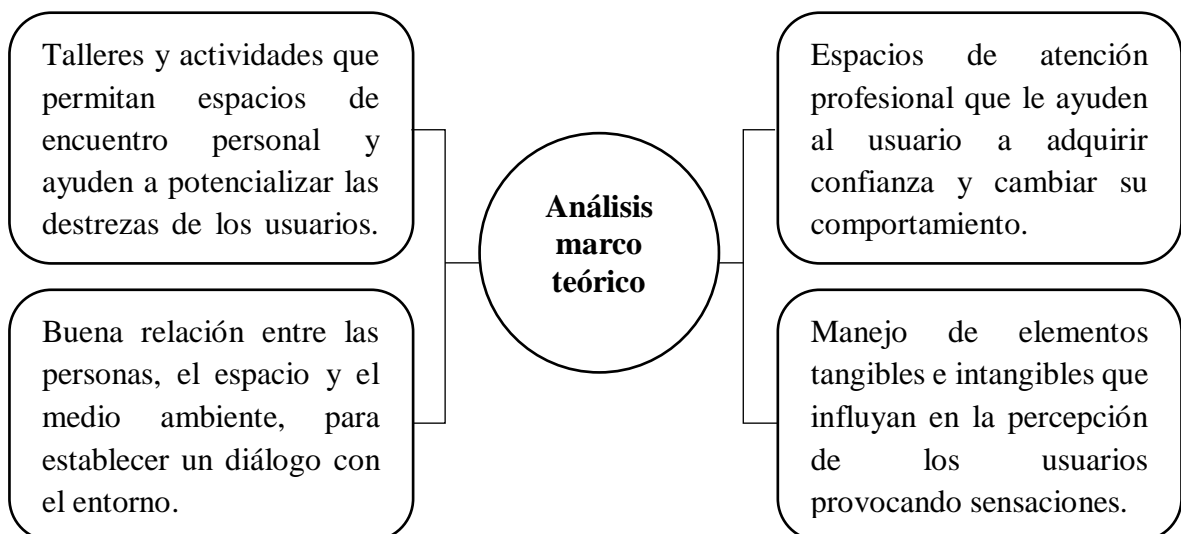 Talleres y actividades que
permitan espacios de
encuentro personal y
ayuden a potencializar las
destrezas de los usuarios.
Buena relación entre las
personas, el espacio y el
medio ambiente, para
establecer un diálogo con
el entorno.
Análisis
marco
teórico
Espacios de atención
profesional que le ayuden
al usuario a adquirir
confianza y cambiar su
comportamiento.
Manejo de elementos
tangibles e intangibles que
influyan en la percepción
de los usuarios
provocando sensaciones.